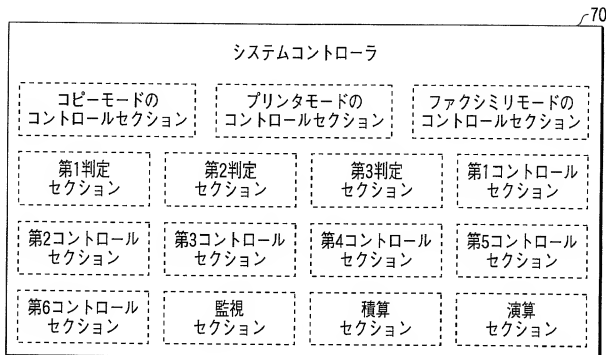 70
システムコントローラ
コピーモードの
コントロールセクション
プリンタモードの
コントロールセクション
ファクシミリモードの
コントロールセクション
第1判定
セクション
第2判定
セクション
第3判定
セクション
第1コントロール
セクション
第2コントロール
セクション
第3コントロール
セクション
第4コントロール
セクション
第5コントロール
セクション
第6コントロール
セクション
監視
セクション
積算
セクション
演算
セクション